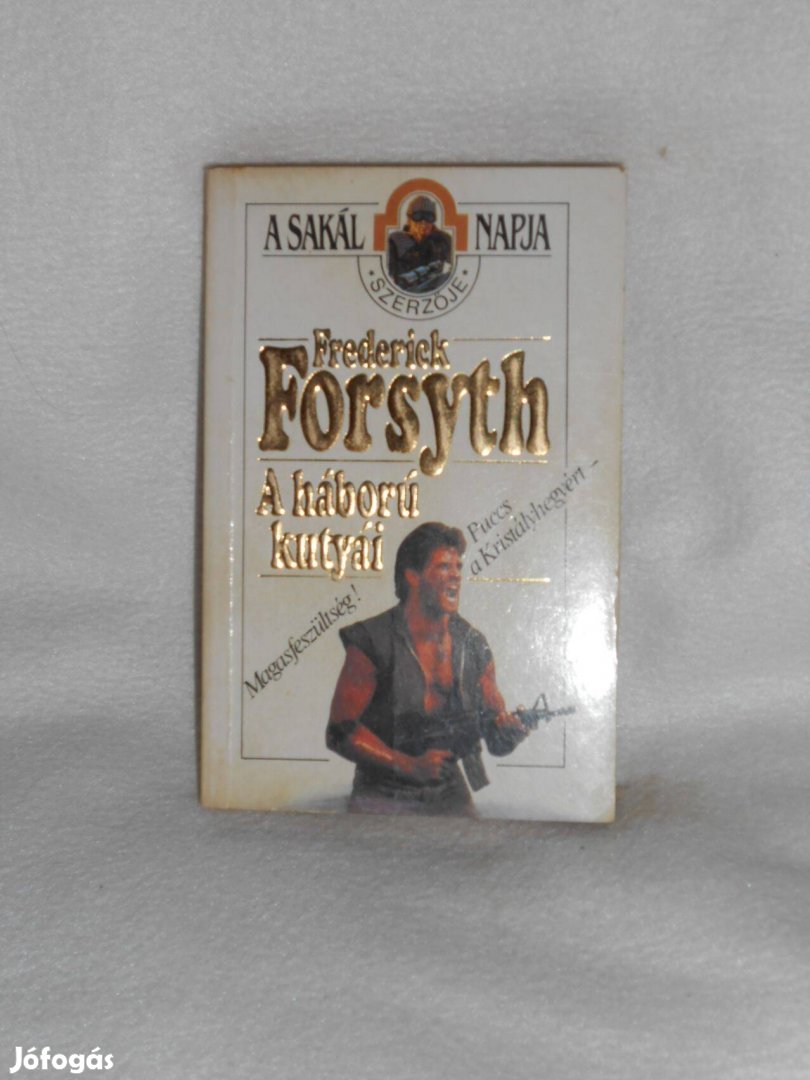 A SAKÁL NAPJA
• SZERZŐJE •
Frederick
Forsyth
A háború
kutyái
Puccs
a Kristályhegyért –
Magasfeszültség!
Jófogás